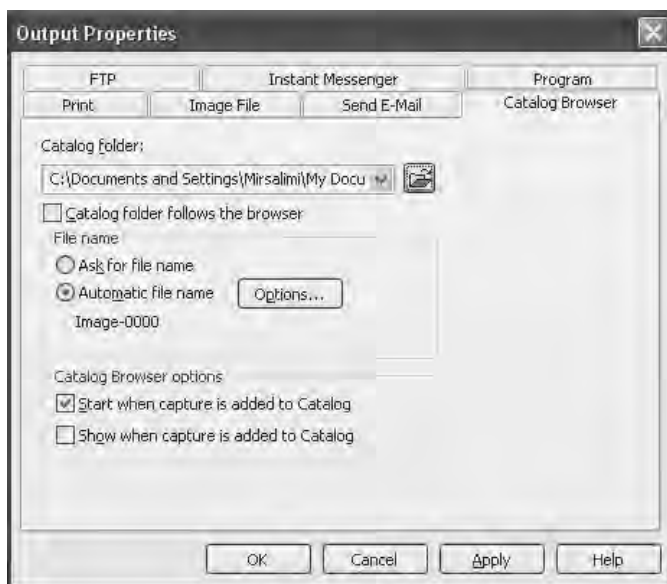 Output Properties
FTP Instant Messenger Program
Print Image File Send E-Mail Catalog Browser
Catalog folder:
C:\Documents and Settings\Mirsalimi\My Docu
Catalog folder follows the browser
File name
Ask for file name
Automatic file name Options...
Image-0000
Catalog Browser options
Start when capture is added to Catalog
Show when capture is added to Catalog
OK Cancel Apply Help